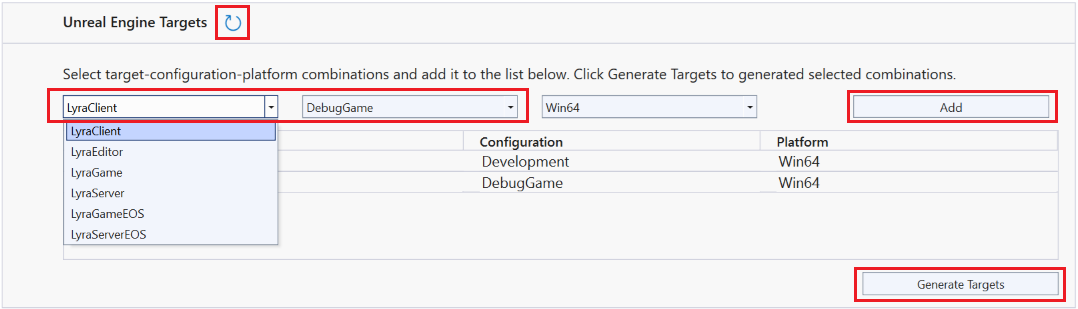 Unreal Engine Targets
Select target-configuration-platform combinations and add it to the list below. Click Generate Targets to generated selected combinations.
LyraClient DebugGame Win64 Add
LyraClient
LyraEditor
LyraGame
LyraServer
LyraGameEOS
LyraServerEOS
Configuration Platform
Development Win64
DebugGame Win64
Generate Targets